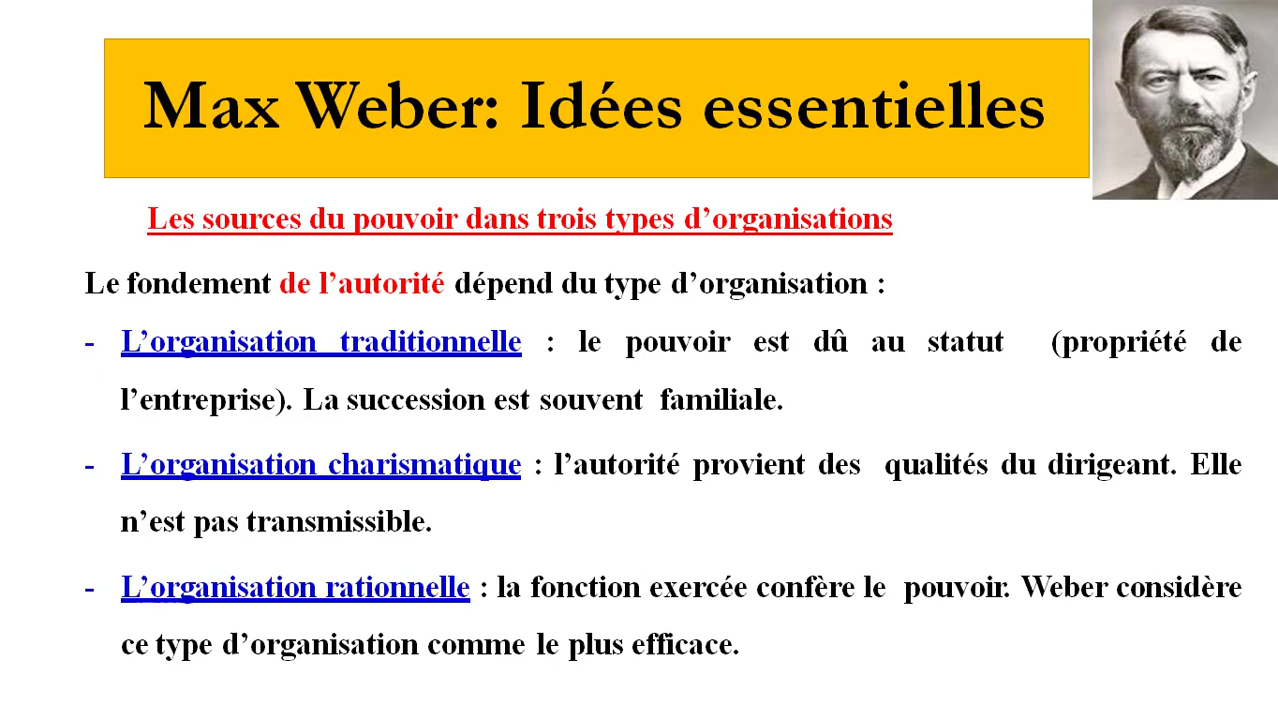 Max Weber: Idées essentielles
Les sources du pouvoir dans trois types d’organisations
Le fondement de l’autorité dépend du type d’organisation :
- L’organisation traditionnelle : le pouvoir est dû au statut (propriété de
l’entreprise). La succession est souvent familiale.
- L’organisation charismatique : l’autorité provient des qualités du dirigeant. Elle
n’est pas transmissible.
- L’organisation rationnelle : la fonction exercée confère le pouvoir. Weber considère
ce type d’organisation comme le plus efficace.